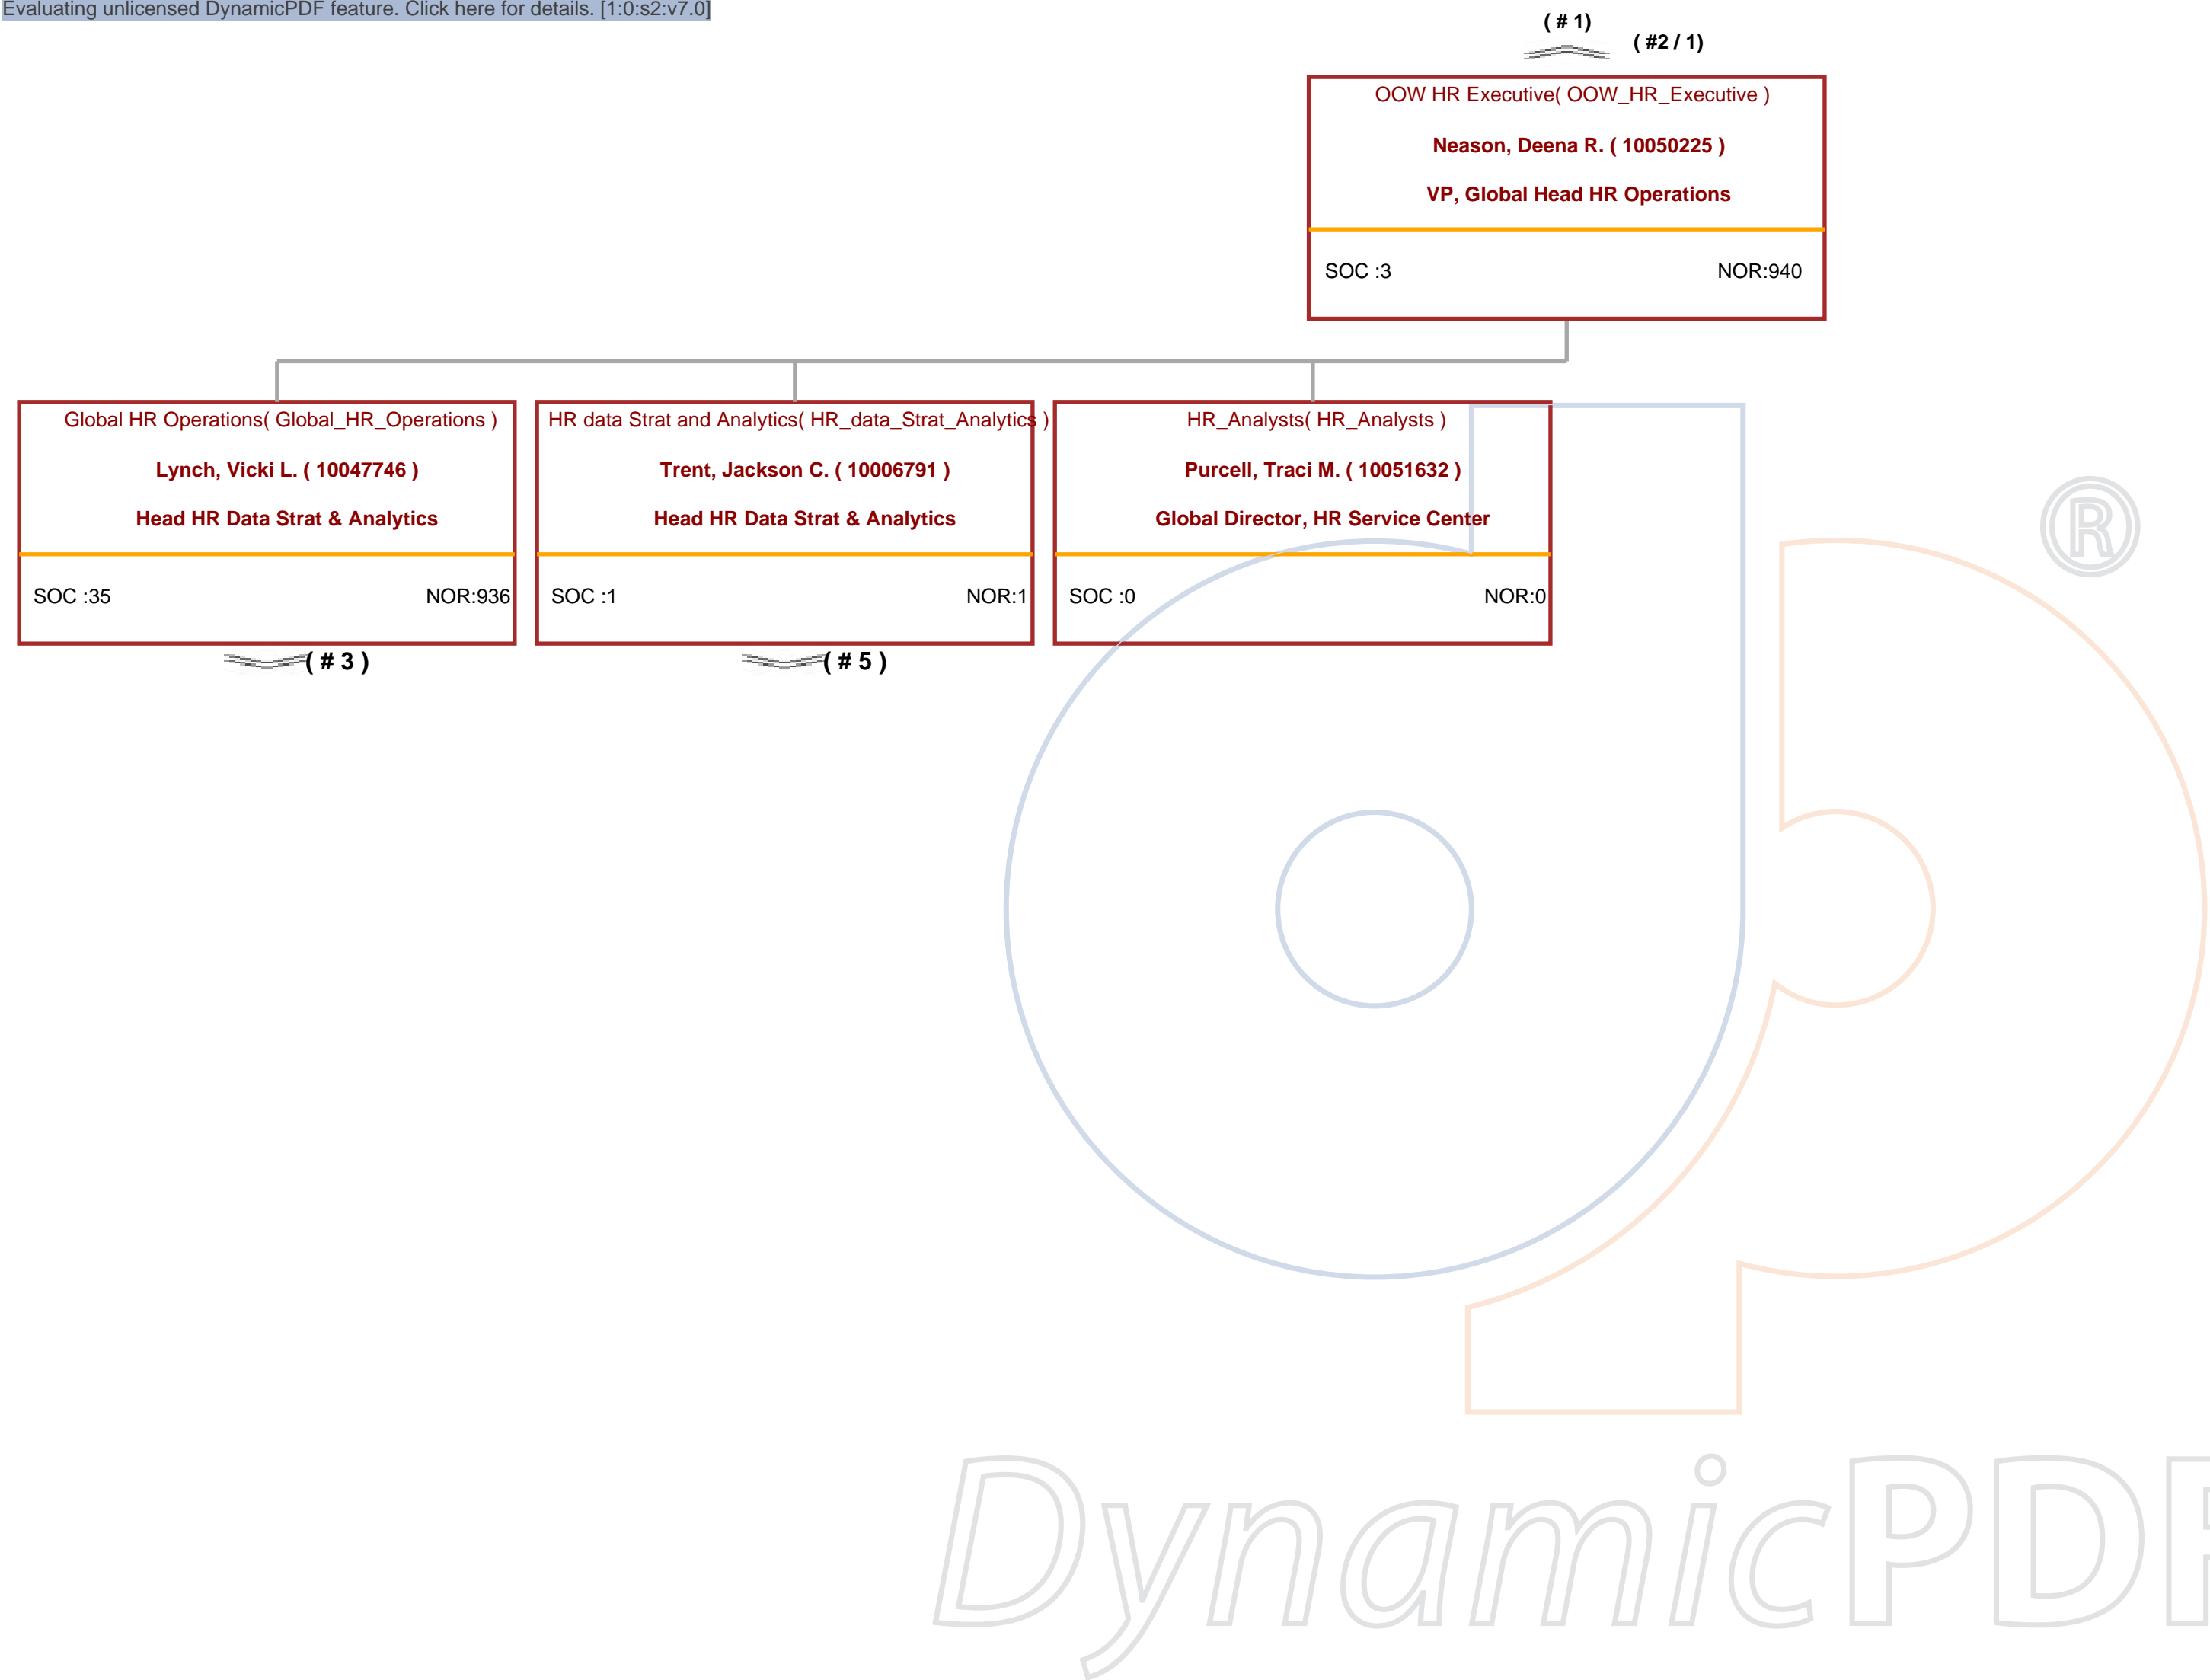 Evaluating unlicensed DynamicPDF feature. Click here for details. [1:0:s2:v7.0]
( # 1)
( #2 / 1)
OOW HR Executive( OOW_HR_Executive )
Neason, Deena R. ( 10050225 )
VP, Global Head HR Operations
SOC :3 NOR:940
Global HR Operations( Global_HR_Operations )
Lynch, Vicki L. ( 10047746 )
Head HR Data Strat & Analytics
SOC :35 NOR:936
( # 3 )
HR data Strat and Analytics( HR_data_Strat_Analytics )
Trent, Jackson C. ( 10006791 )
Head HR Data Strat & Analytics
SOC :1 NOR:1
( # 5 )
HR_Analysts( HR_Analysts )
Purcell, Traci M. ( 10051632 )
Global Director, HR Service Center
SOC :0 NOR:0
®
DynamicPDF